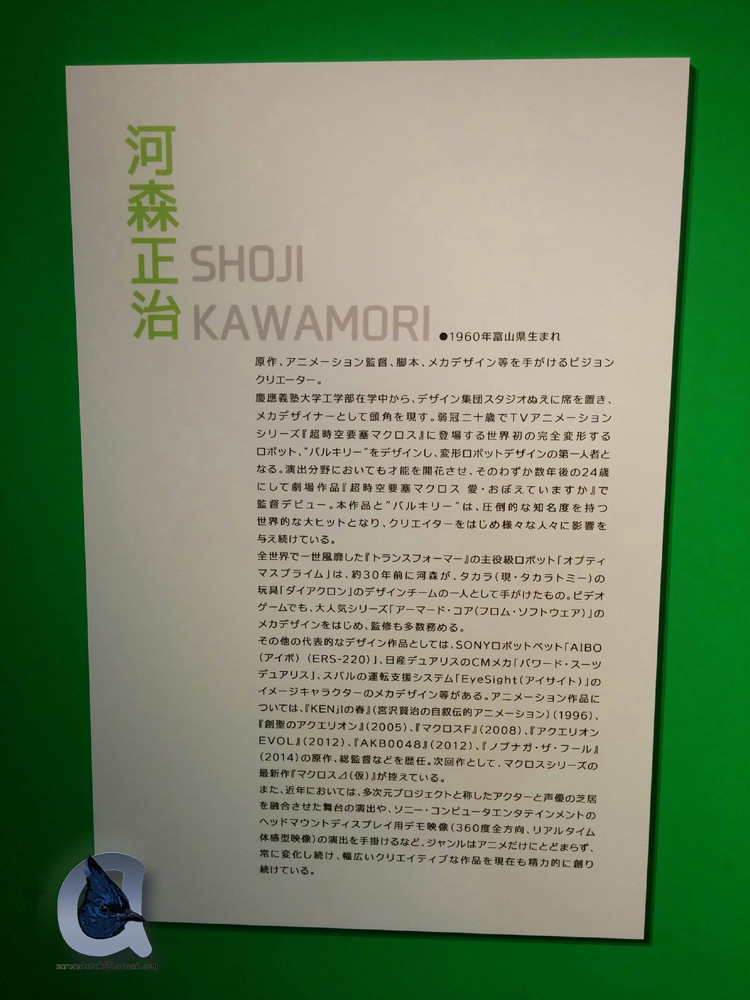 河森正治
SHOJI
KAWAMORI
●1960年富山県生まれ
原作、アニメーション監督、脚本、メカデザイン等を手がけるビジョン
クリエーター。
慶應義塾大学工学部在学中から、デザイン集団スタジオぬえに席を置き、
メカデザイナーとして頭角を現す。弱冠二十歳でTVアニメーション
シリーズ『超時空要塞マクロス』に登場する世界初の完全変形する
ロボット、“バルキリー”をデザインし、変形ロボットデザインの第一人者と
なる。演出分野においても才能を開花させ、そのわずか数年後の24歳
にして劇場作品『超時空要塞マクロス 愛・おぼえていますか』で
監督デビュー。本作品と“バルキリー”は、圧倒的な知名度を持つ
世界的な大ヒットとなり、クリエイターをはじめ様々な人々に影響を
与え続けている。
全世界で一世風靡した『トランスフォーマー』の主役級ロボット「オプティ
マスプライム」は、約30年前に河森が、タカラ(現・タカラトミー)の
玩具「ダイアクロン」のデザインチームの一人として手がけたもの。ビデオ
ゲームでも、大人気シリーズ「アーマード・コア(フロム・ソフトウェア)」の
メカデザインをはじめ、監修も多数務める。
その他の代表的なデザイン作品としては、SONYロボットペット「AIBO
(アイボ) (ERS-220)」、日産デュアリスのCMメカ「パワード・スーツ
デュアリス」、スバルの運転支援システム「EyeSight(アイサイト)」の
イメージキャラクターのメカデザイン等がある。アニメーション作品に
ついては、『KENjIの春』(宮沢賢治の自叙伝的アニメーション)(1996)、
『創聖のアクエリオン』(2005)、『マクロスF』(2008)、『アクエリオン
EVOL』(2012)、『AKB0048』(2012)、『ノブナガ・ザ・フール』
(2014)の原作、総監督などを歴任。次回作として、マクロスシリーズの
最新作『マクロス⊿(仮)』が控えている。
また、近年においては、多次元プロジェクトと称したアクターと声優の芝居
を融合させた舞台の演出や、ソニー・コンピュータエンタテインメントの
ヘッドマウントディスプレイ用デモ映像(360度全方向、リアルタイム
体感型映像)の演出を手掛けるなど、ジャンルはアニメだけにとどまらず、
常に変化し続け、幅広いクリエイティブな作品を現在も精力的に創り
続けている。